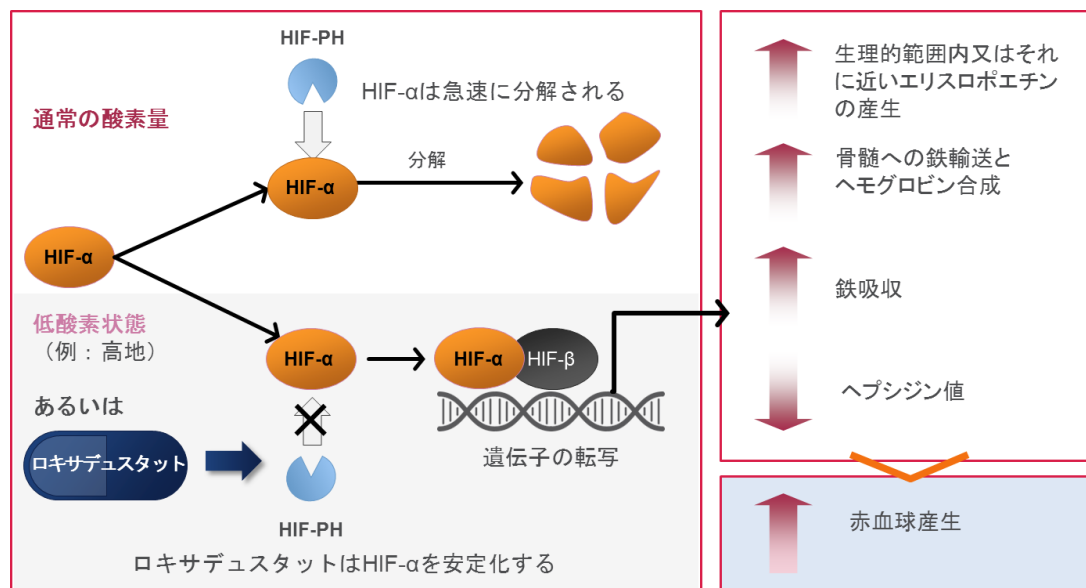 HIF-PH
HIF-αは急速に分解される
通常の酸素量
HIF-α
分解
HIF-α
低酸素状態
（例：高地）
HIF-α
HIF-α
HIF-β
あるいは
ロキサデュスタット
遺伝子の転写
HIF-PH
ロキサデュスタットはHIF-αを安定化する
生理的範囲内又はそれ
に近いエリスロポエチン
の産生
骨髄への鉄輸送と
ヘモグロビン合成
鉄吸収
ヘプシジン値
赤血球産生